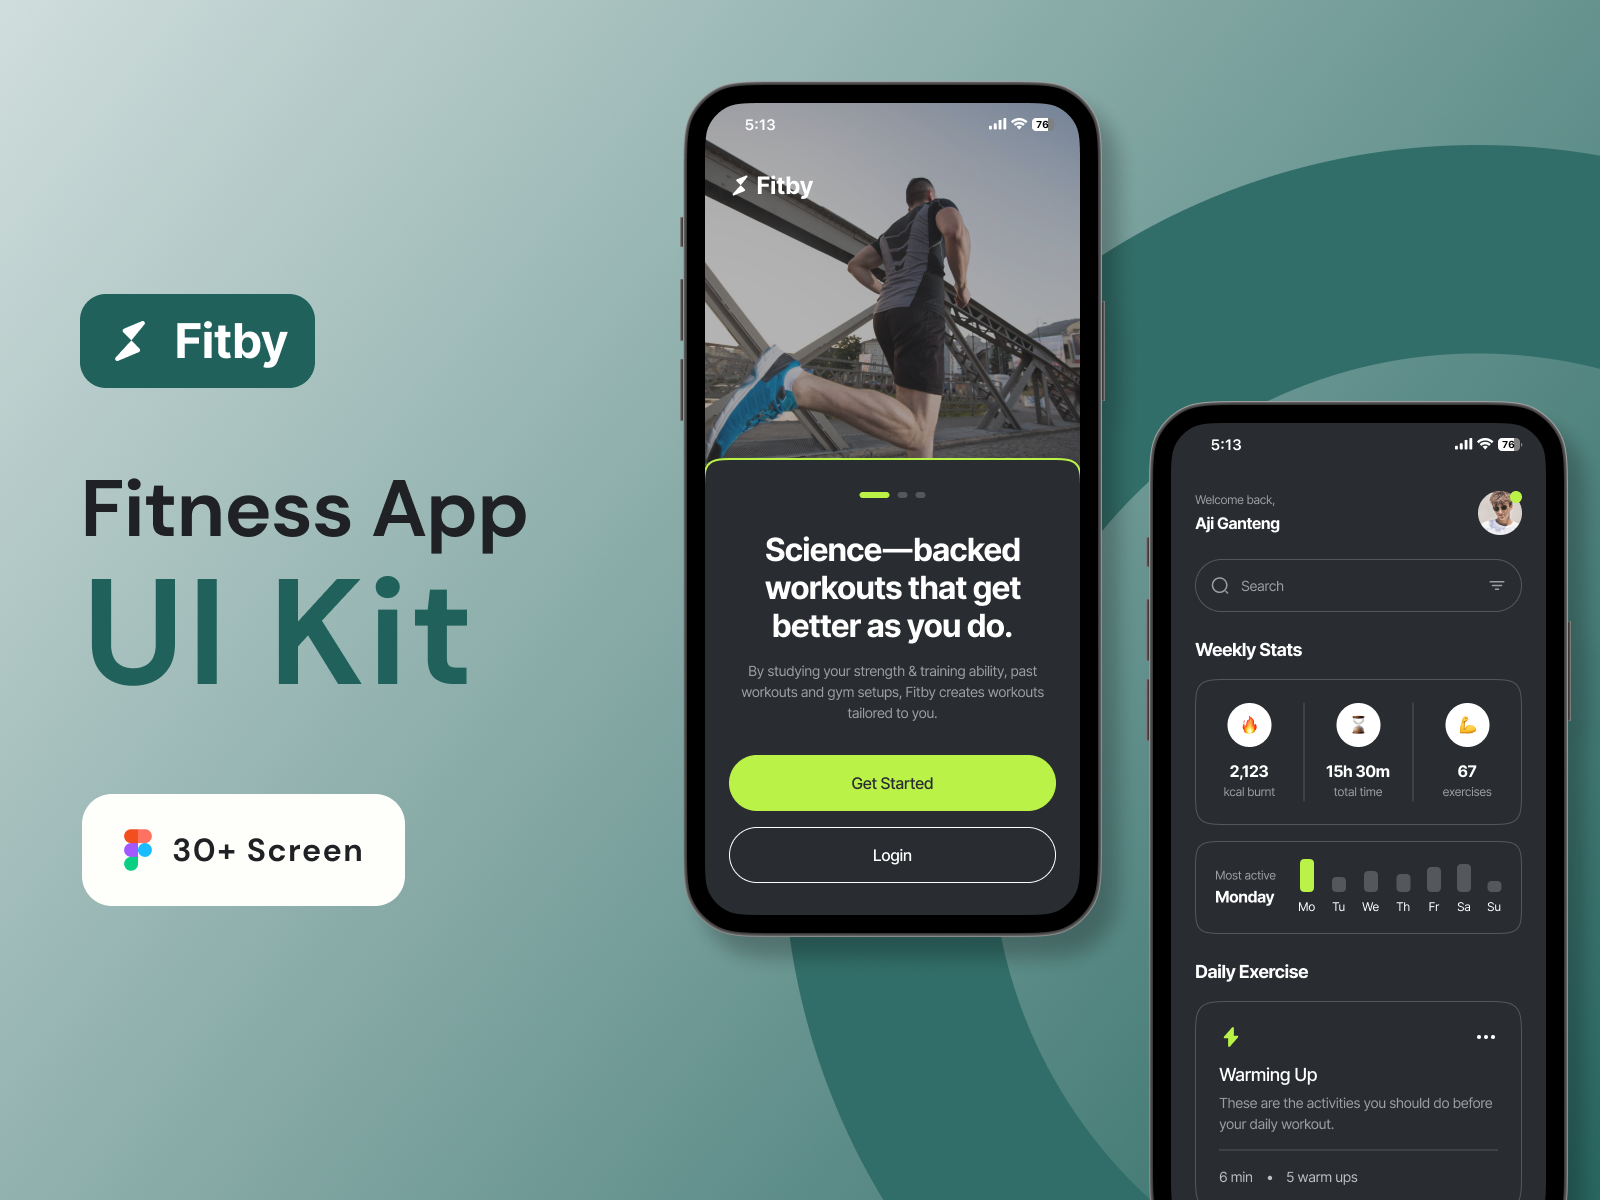 Fitby
Fitness App
UI Kit
30+ Screen
5:13
76
Fitby
Science—backed
workouts that get
better as you do.
By studying your strength & training ability, past
workouts and gym setups, Fitby creates workouts
tailored to you.
Get Started
Login
5:13
76
Welcome back,
Aji Ganteng
Search
Weekly Stats
2,123
kcal burnt
15h 30m
total time
67
exercises
Most active
Monday
Mo Tu We Th Fr Sa Su
Daily Exercise
Warming Up
These are the activities you should do before
your daily workout.
6 min • 5 warm ups